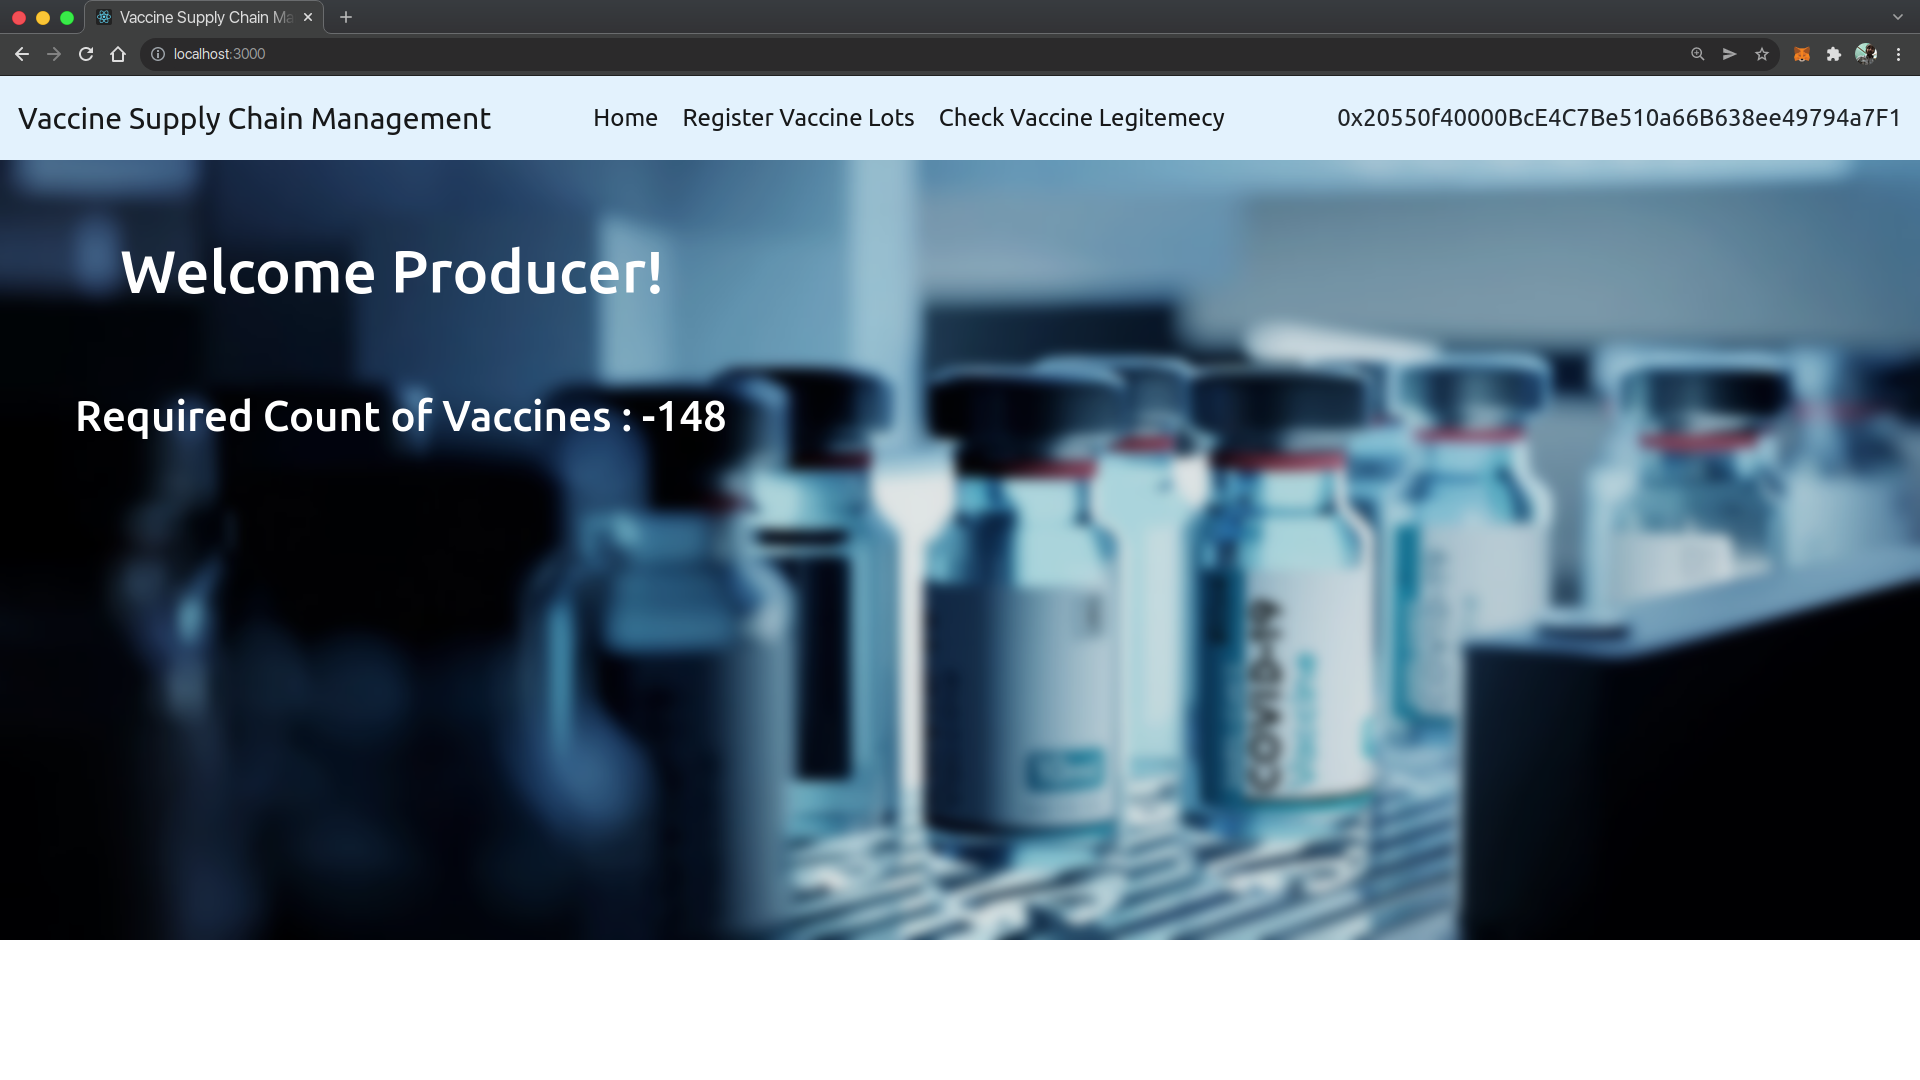 Vaccine Supply Chain Ma
localhost:3000
Vaccine Supply Chain Management
Home Register Vaccine Lots Check Vaccine Legitemecy
0x20550f40000BcE4C7Be510a66B638ee49794a7F1
Welcome Producer!
Required Count of Vaccines : -148
COVID-19
Vaccine